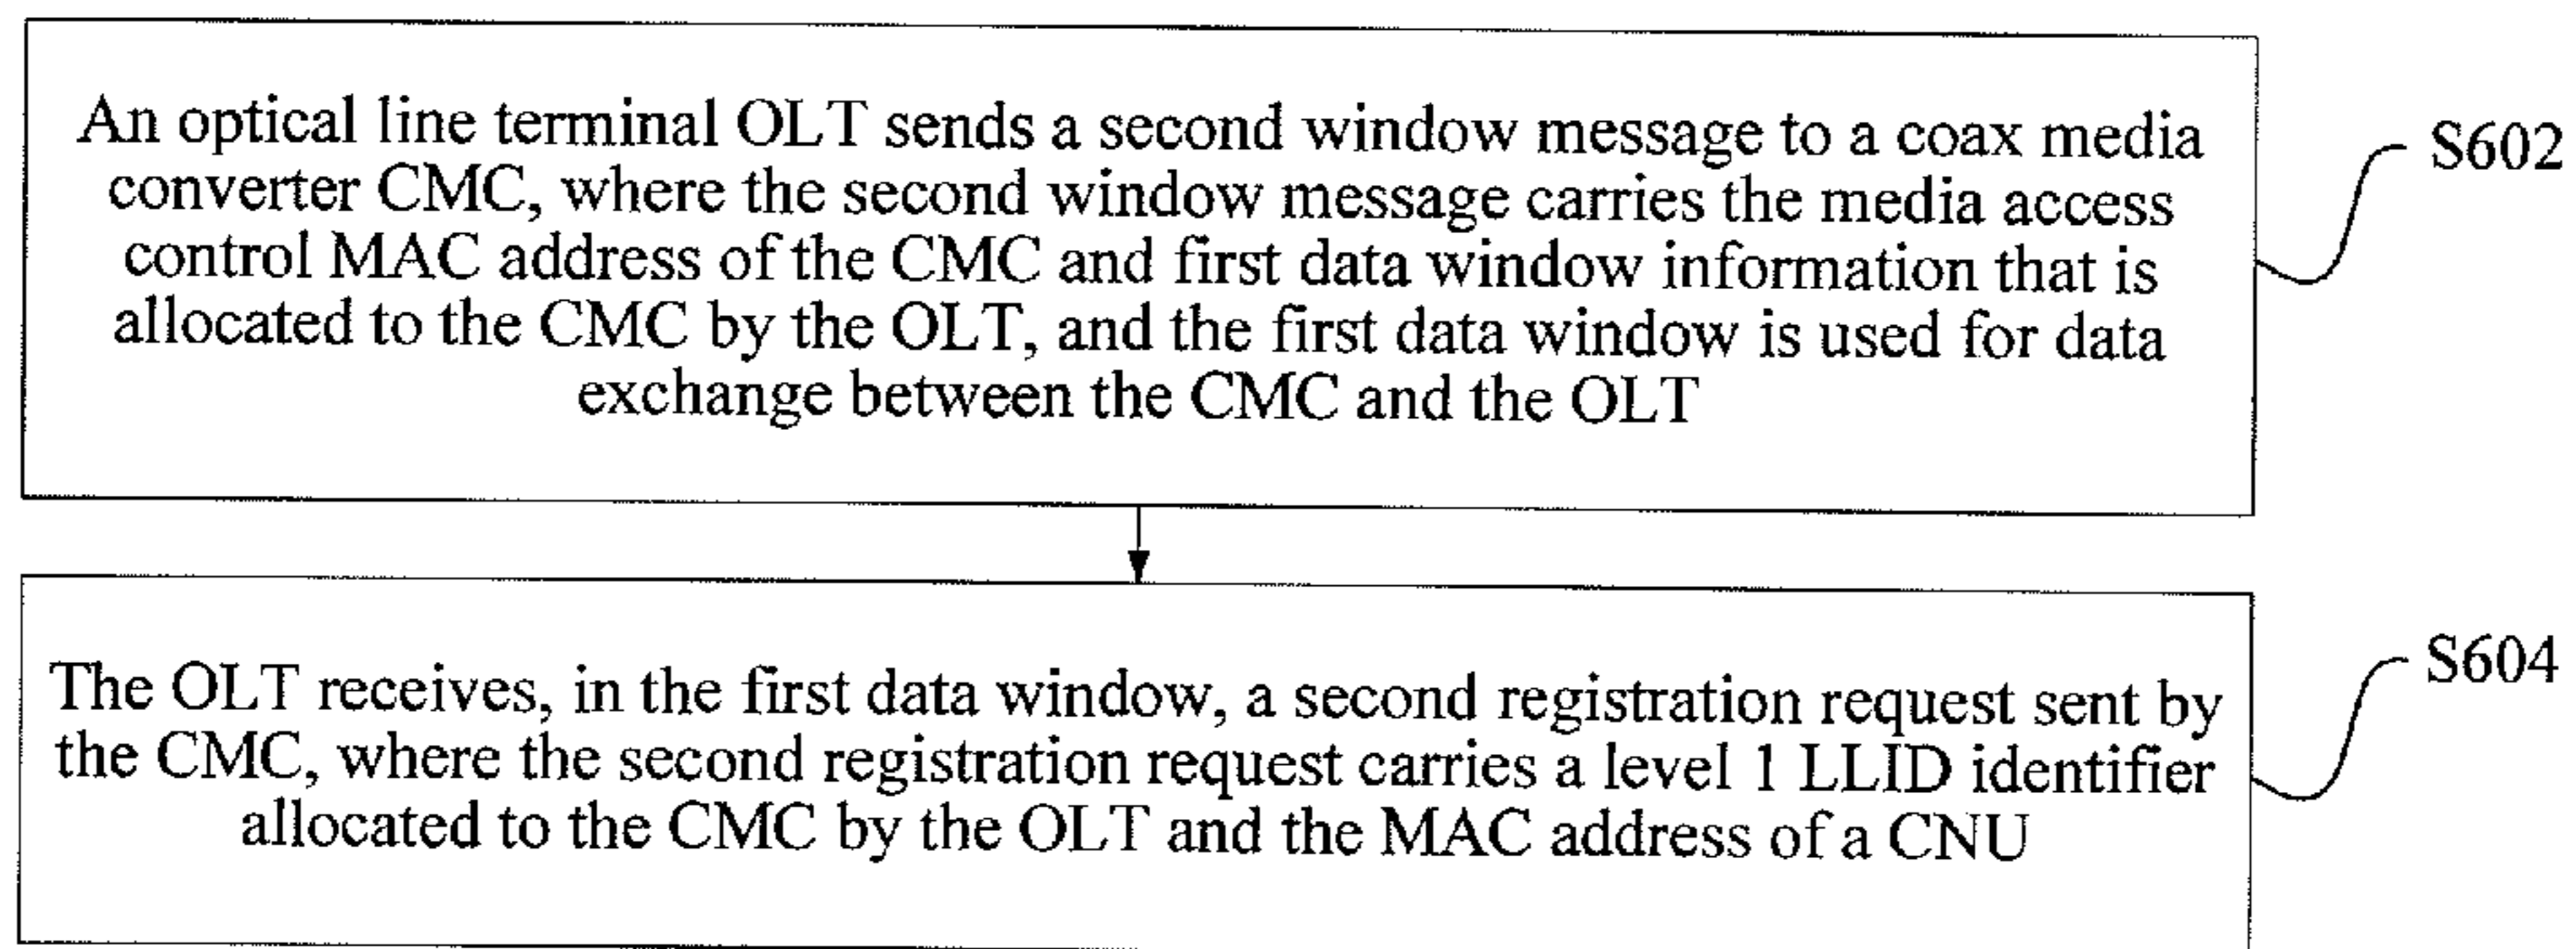 An optical line terminal OLT sends a second window message to a coax media
converter CMC, where the second window message carries the media access
control MAC address of the CMC and first data window information that is
allocated to the CMC by the OLT, and the first data window is used for data
exchange between the CMC and the OLT
S602
The OLT receives, in the first data window, a second registration request sent by
the CMC, where the second registration request carries a level 1 LLID identifier
allocated to the CMC by the OLT and the MAC address of a CNU
S604